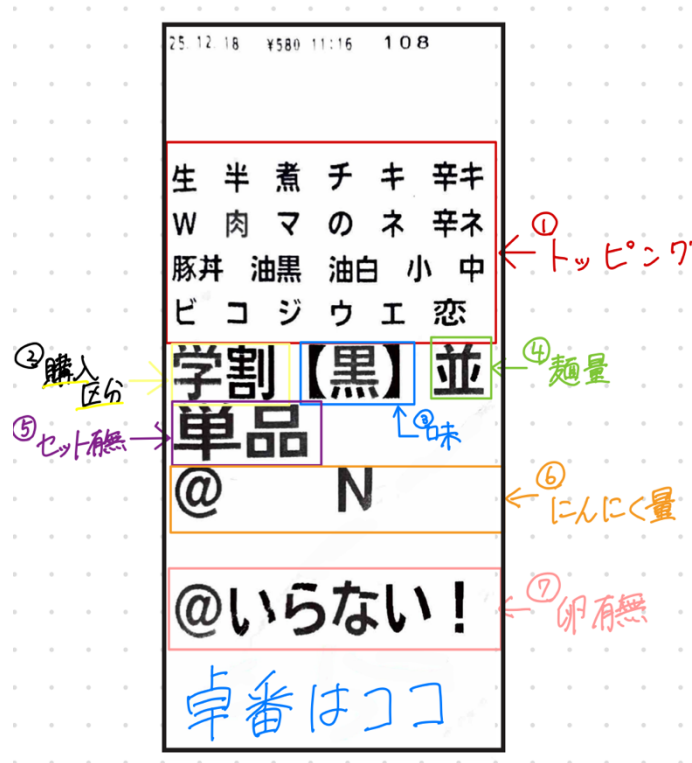 25.12.18 ¥580 11:16 108
生 半 煮 チ キ 辛キ
W 肉 マ の ネ 辛ネ
①トッピング
豚丼 油黒 油白 小 中
ビ コ ジ ウ エ 恋
②購入区分
学割 【黒】 並
④麺量
③味
⑤セット有無
単品
@ N
⑥にんにく量
@いらない!
⑦卵有無
卓番はココ